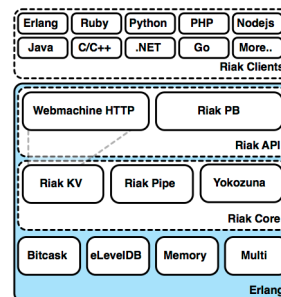 Erlang Ruby Python PHP Nodejs
Java C/C++ .NET Go More..
Riak Clients
Webmachine HTTP Riak PB
Riak API
Riak KV Riak Pipe Yokozuna
Riak Core
Bitcask eLevelDB Memory Multi
Erlang